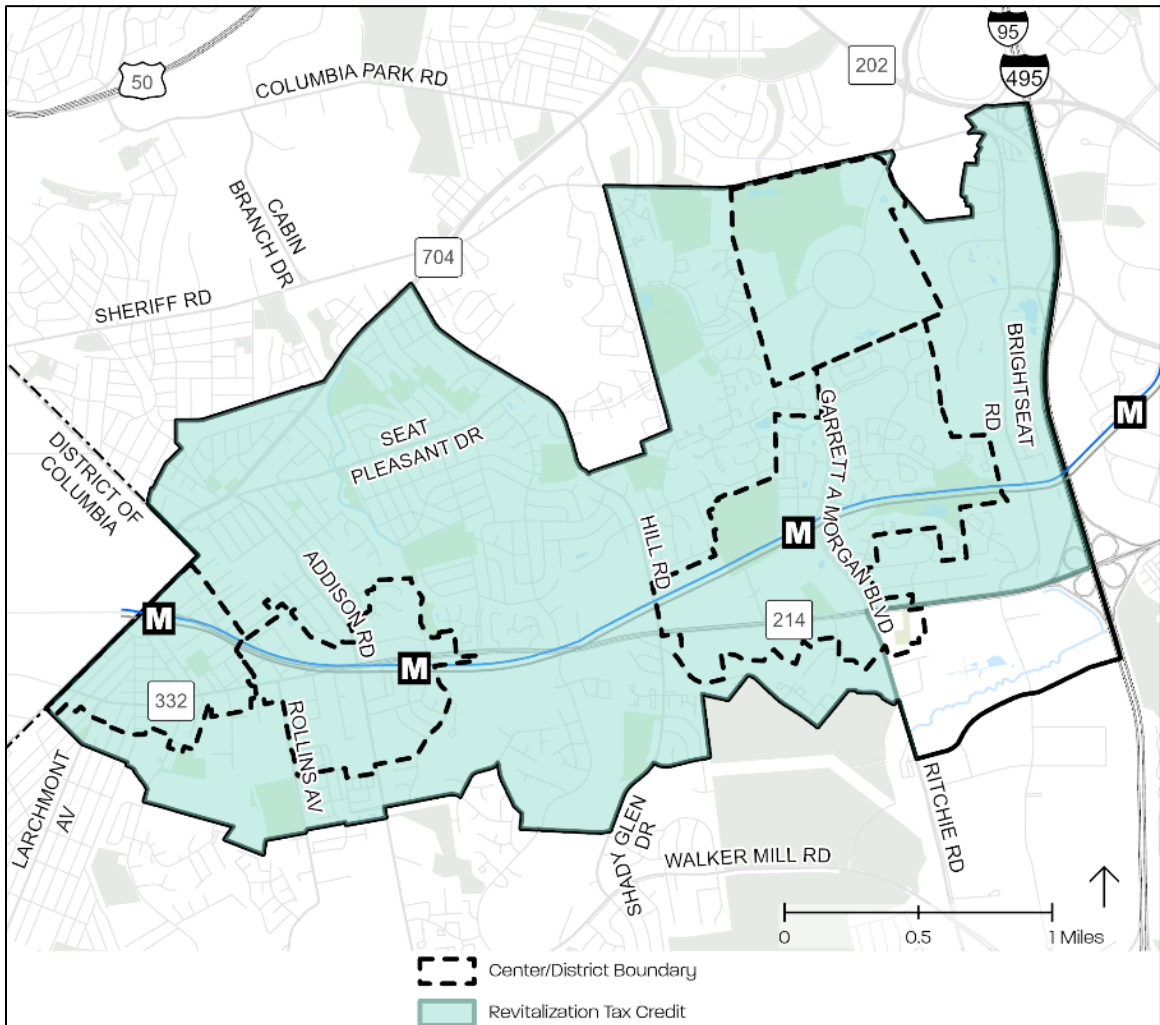 95
495
50
COLUMBIA PARK RD
202
CABIN
BRANCH DR
704
SHERIFF RD
BRIGHTSEAT
RD
GARRETT A MORGAN BLVD
M
SEAT
PLEASANT DR
DISTRICT OF
COLUMBIA
HILL RD
M
ADDISON RD
M
214
M
332
ROLLINS AV
LARCHMONT
AV
SHADY GLEN
DR
RITCHIE RD
WALKER MILL RD
0
0.5
1 Miles
Center/District Boundary
Revitalization Tax Credit